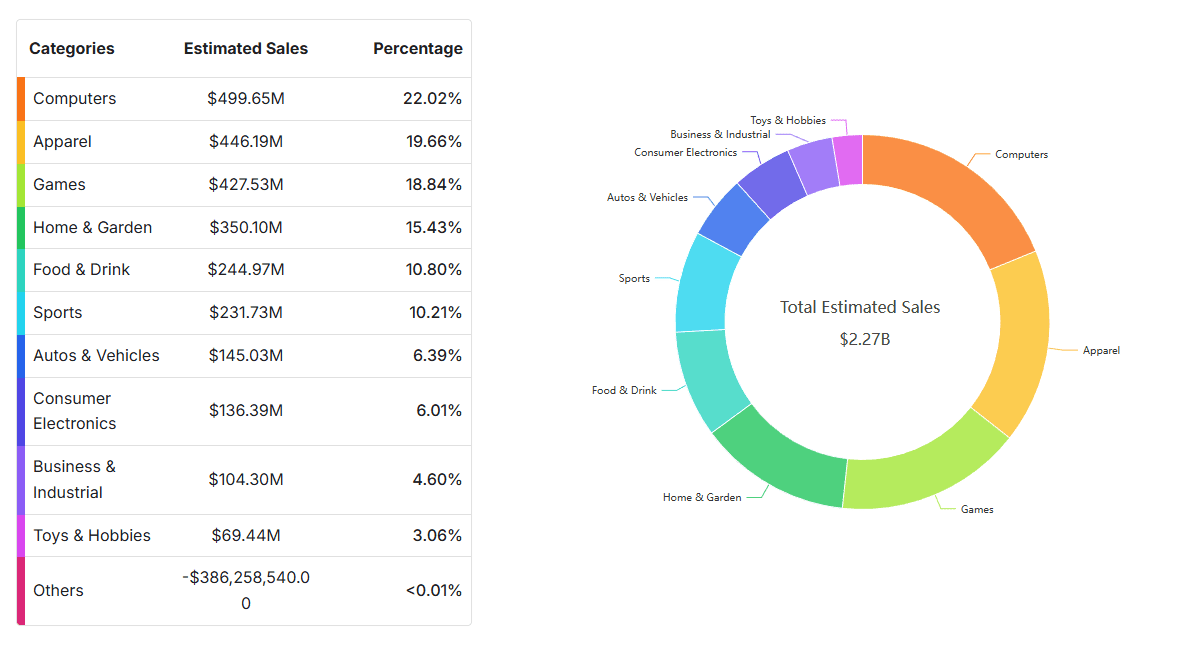 Categories Estimated Sales Percentage
Computers $499.65M 22.02%
Apparel $446.19M 19.66%
Games $427.53M 18.84%
Home & Garden $350.10M 15.43%
Food & Drink $244.97M 10.80%
Sports $231.73M 10.21%
Autos & Vehicles $145.03M 6.39%
Consumer
Electronics $136.39M 6.01%
Business &
Industrial $104.30M 4.60%
Toys & Hobbies $69.44M 3.06%
Others -$386,258,540.0
0 <0.01%
Toys & Hobbies
Business & Industrial
Consumer Electronics
Computers
Autos & Vehicles
Sports
Total Estimated Sales
$2.27B
Apparel
Food & Drink
Home & Garden
Games